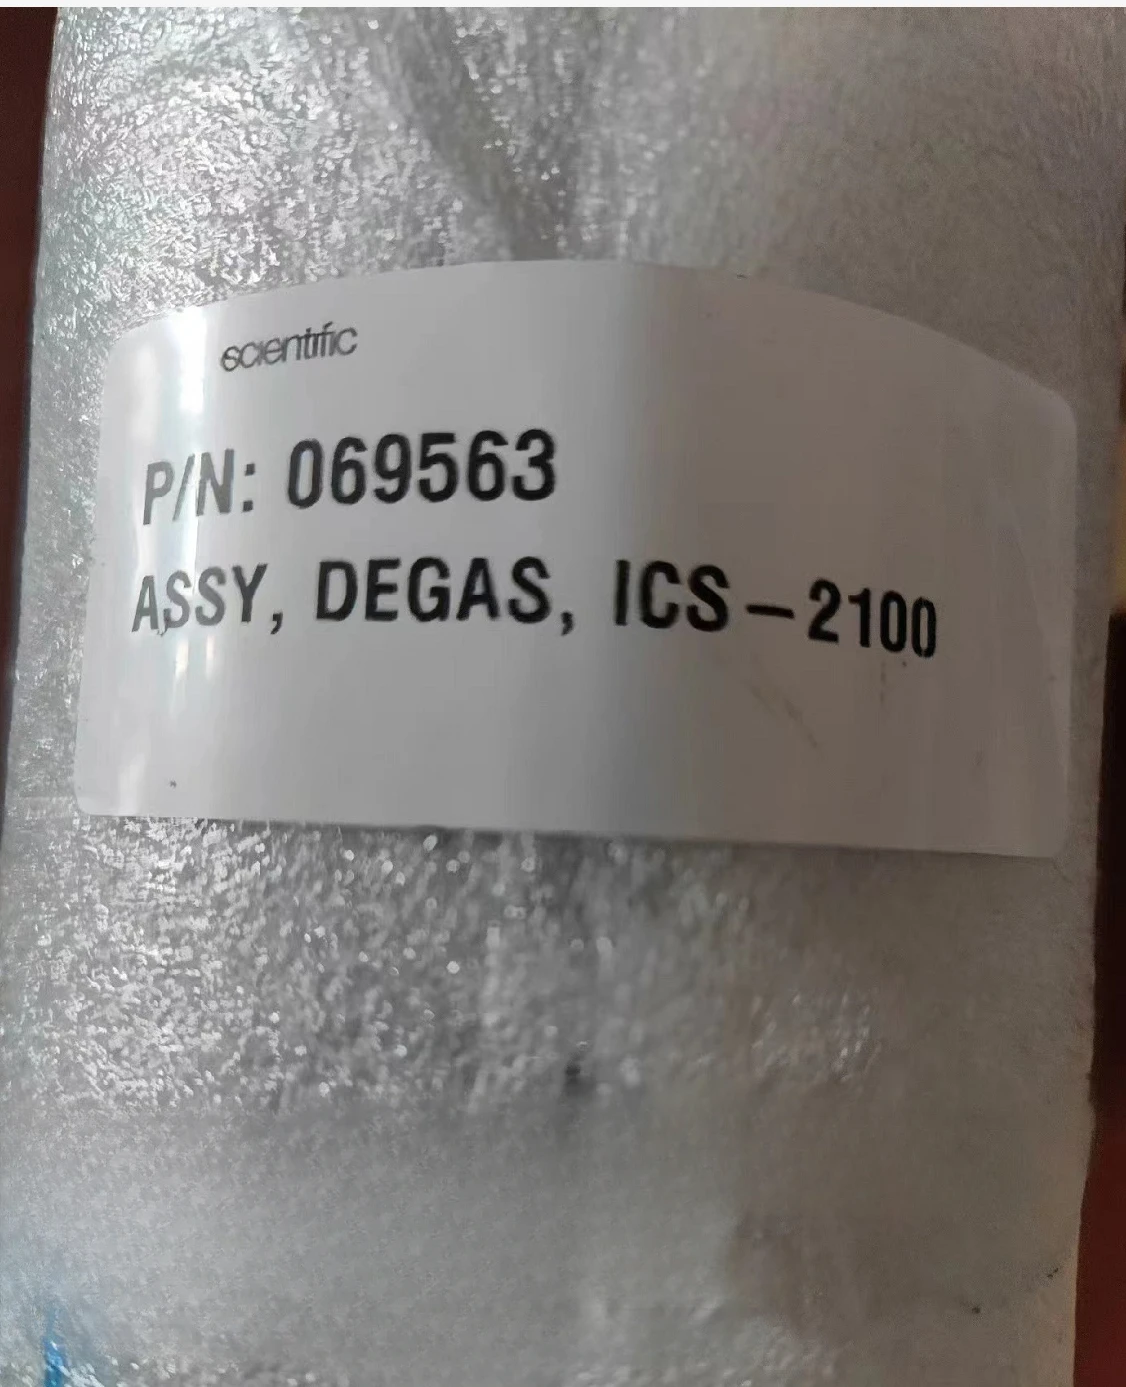 scientific
P/N: 069563
ASSY, DEGAS, ICS-2100